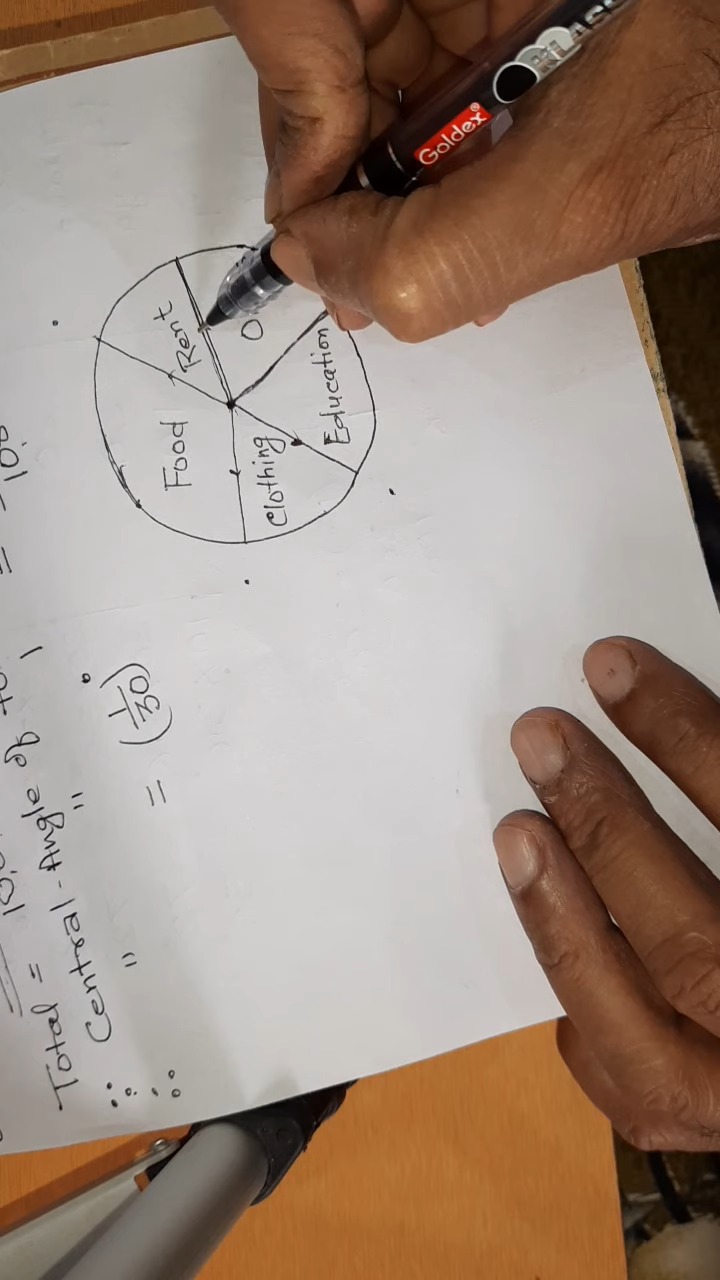 Total =
∴ Central-Angle of
∴ " " = (1/30)°
Food
Rent
O
Clothing
Education
Goldex®